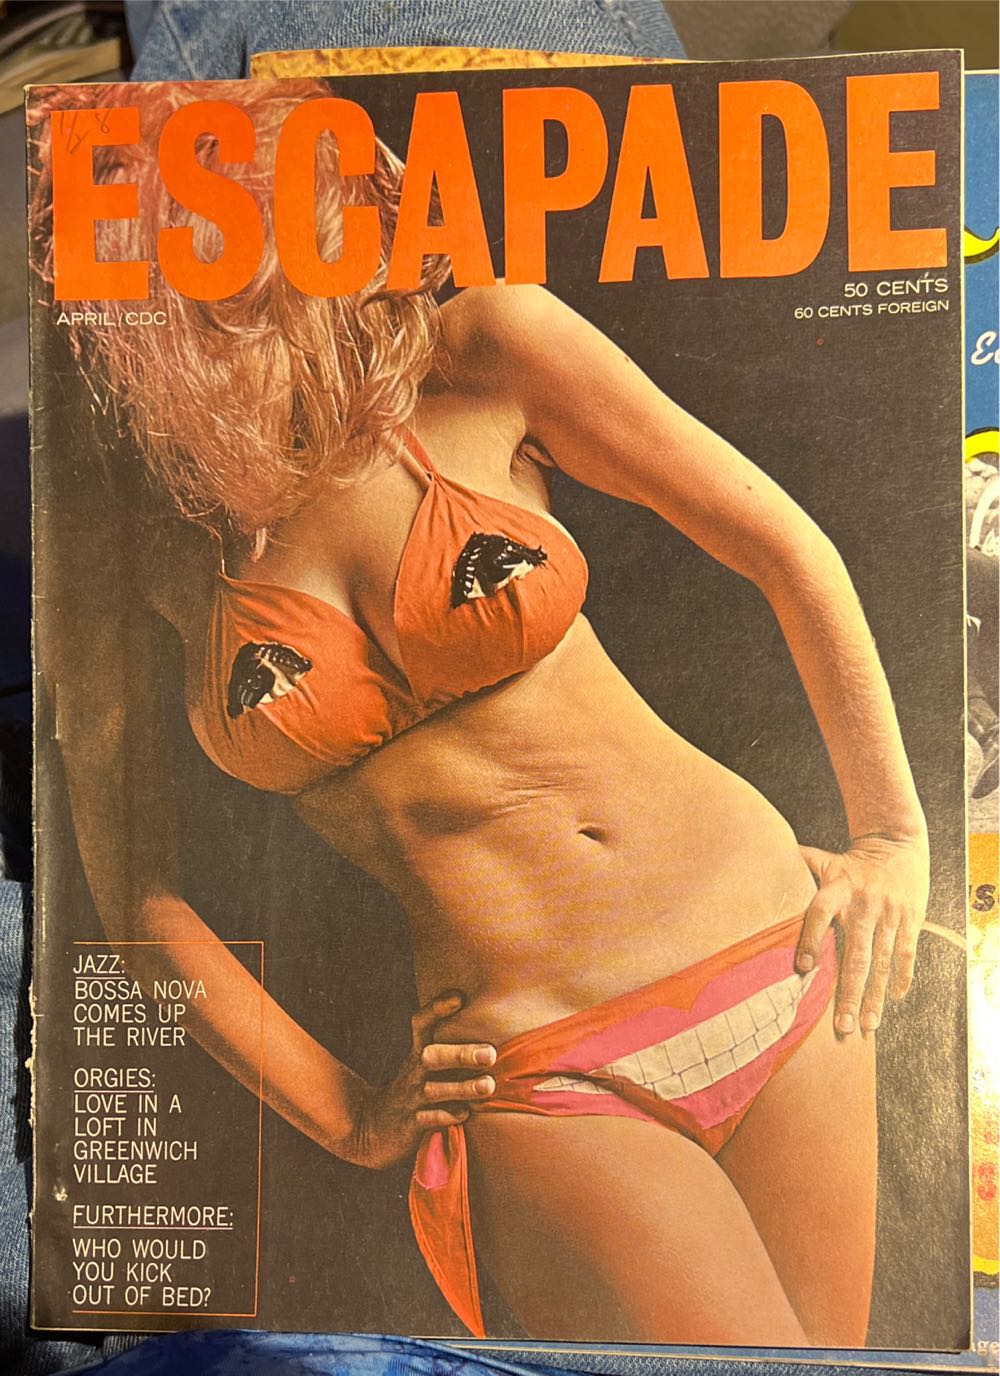 ESCAPADE
APRIL/CDC
50 CENTS
60 CENTS FOREIGN
JAZZ:
BOSSA NOVA
COMES UP
THE RIVER
ORGIES:
LOVE IN A
LOFT IN
GREENWICH
VILLAGE
FURTHERMORE:
WHO WOULD
YOU KICK
OUT OF BED?